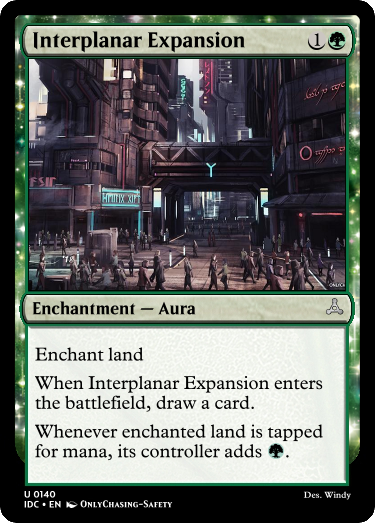 Interplanar Expansion 1
Enchantment — Aura
Enchant land
When Interplanar Expansion enters
the battlefield, draw a card.
Whenever enchanted land is tapped
for mana, its controller adds .
U 0140
IDC • EN OnlyChasing-Safety
Des. Windy